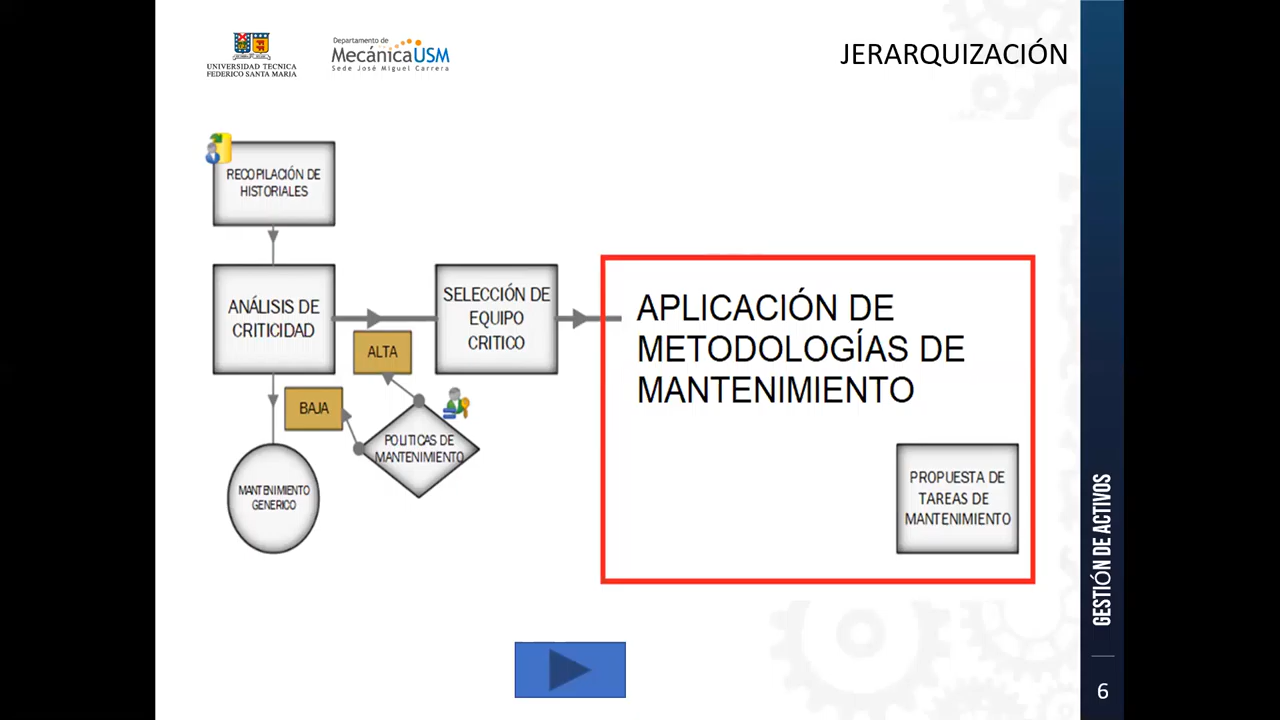 UNIVERSIDAD TECNICA
FEDERICO SANTA MARIA
Departamento de
MecánicaUSM
Sede José Miguel Carrera
JERARQUIZACIÓN
RECOPILACIÓN DE
HISTORIALES
ANÁLISIS DE
CRITICIDAD
SELECCIÓN DE
EQUIPO
CRITICO
APLICACIÓN DE
METODOLOGÍAS DE
MANTENIMIENTO
ALTA
BAJA
POLITICAS DE
MANTENIMIENTO
MANTENIMIENTO
GENERICO
PROPUESTA DE
TAREAS DE
MANTENIMIENTO
GESTIÓN DE ACTIVOS
6